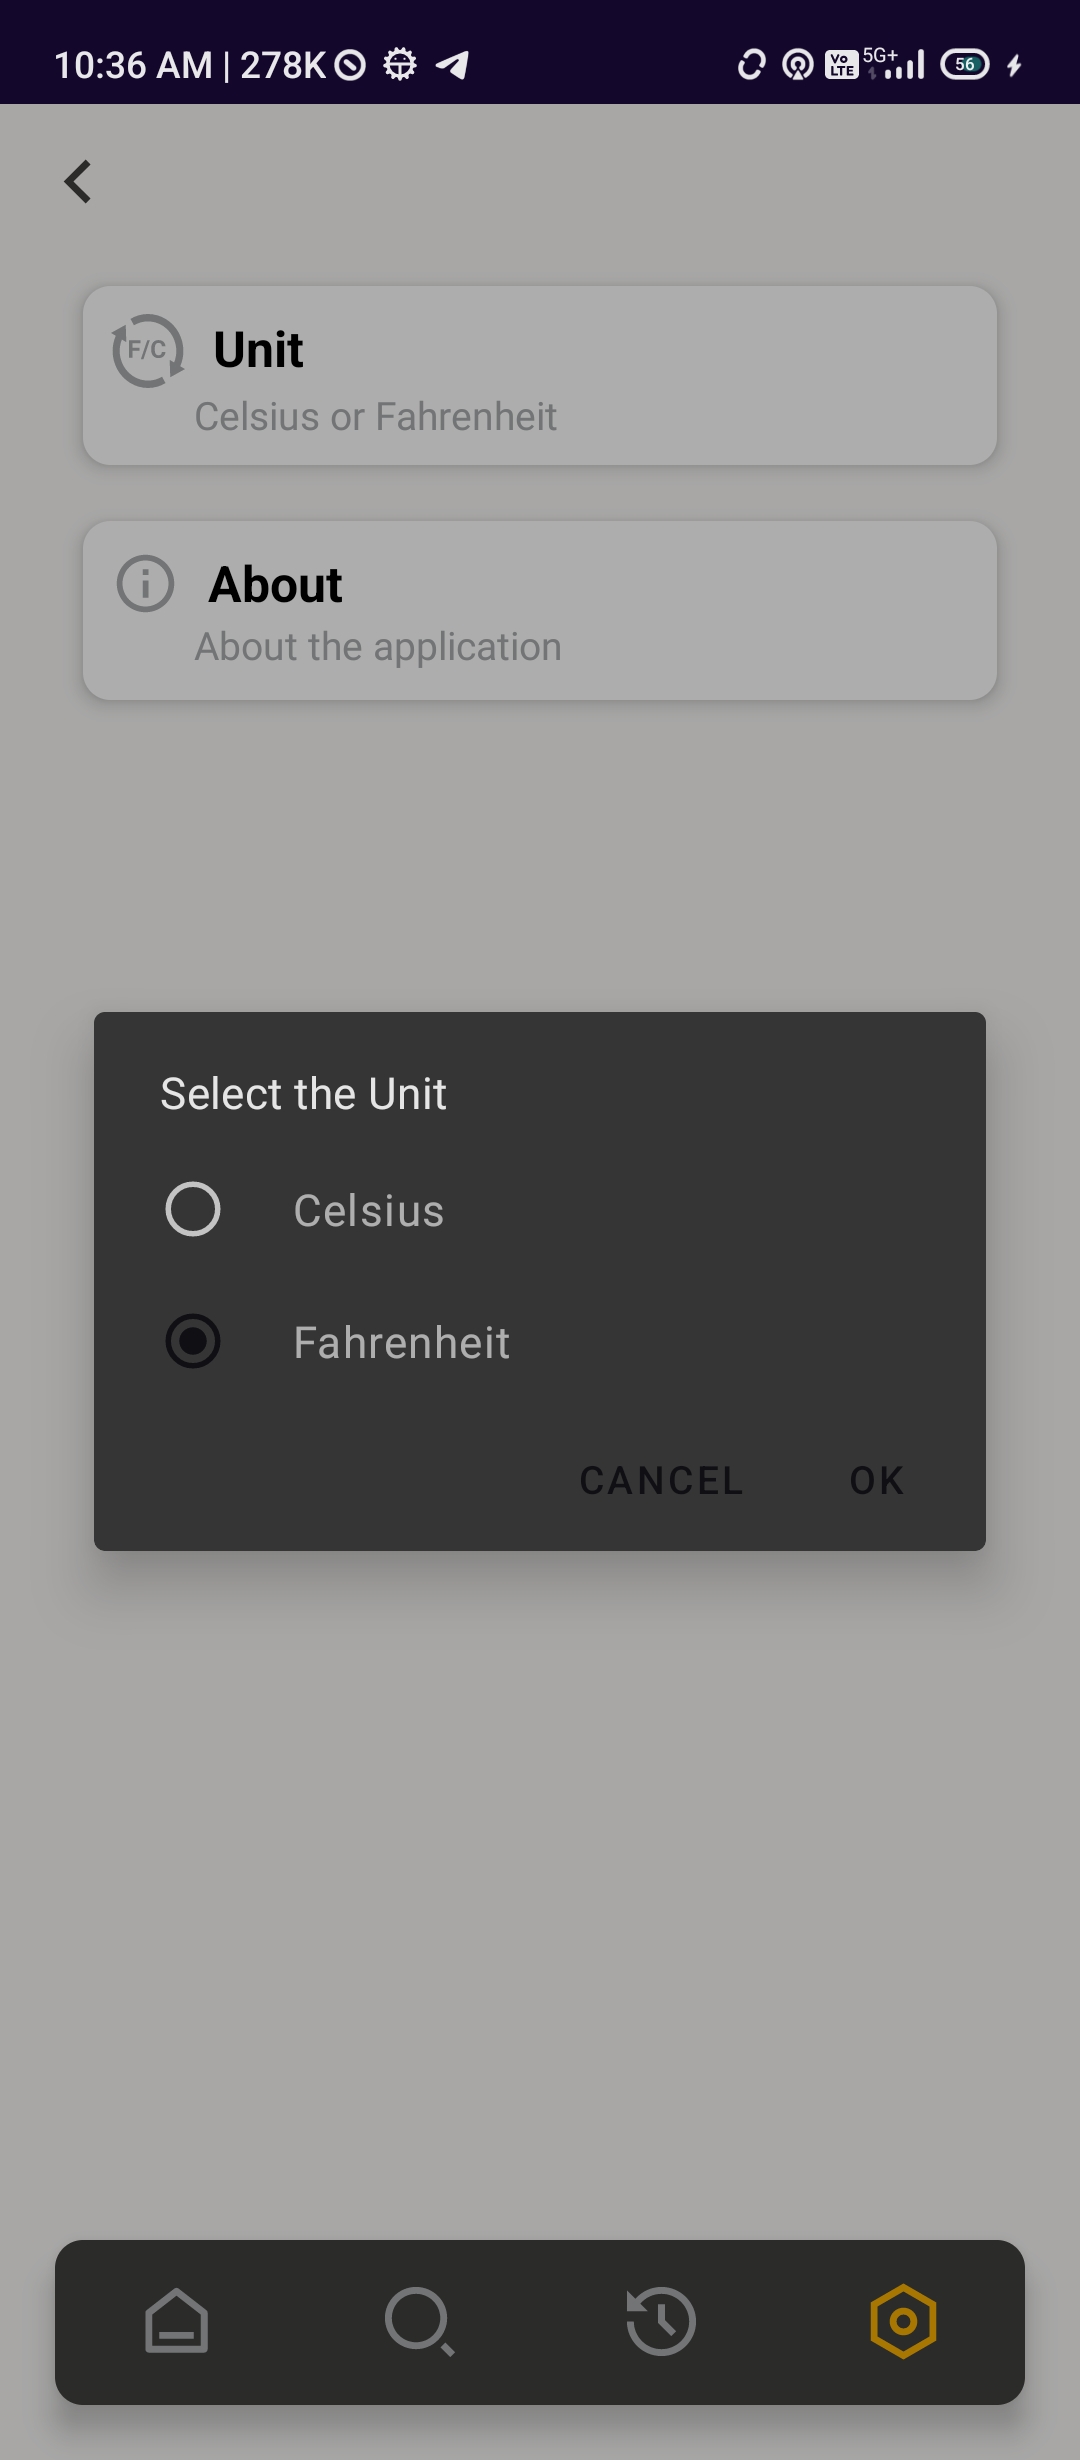 10:36 AM | 278K
Vo LTE 5G+ 56
F/C Unit
Celsius or Fahrenheit
About
About the application
Select the Unit
Celsius
Fahrenheit
CANCEL OK